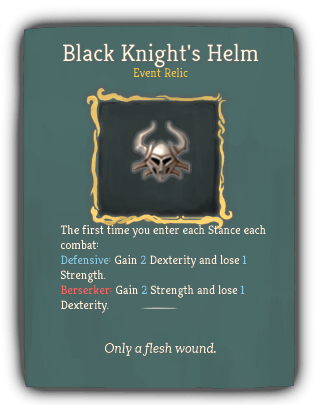 Black Knight's Helm
Event Relic
The first time you enter each Stance each
combat:
Defensive: Gain 2 Dexterity and lose 1
Strength.
Berserker: Gain 2 Strength and lose 1
Dexterity.
Only a flesh wound.